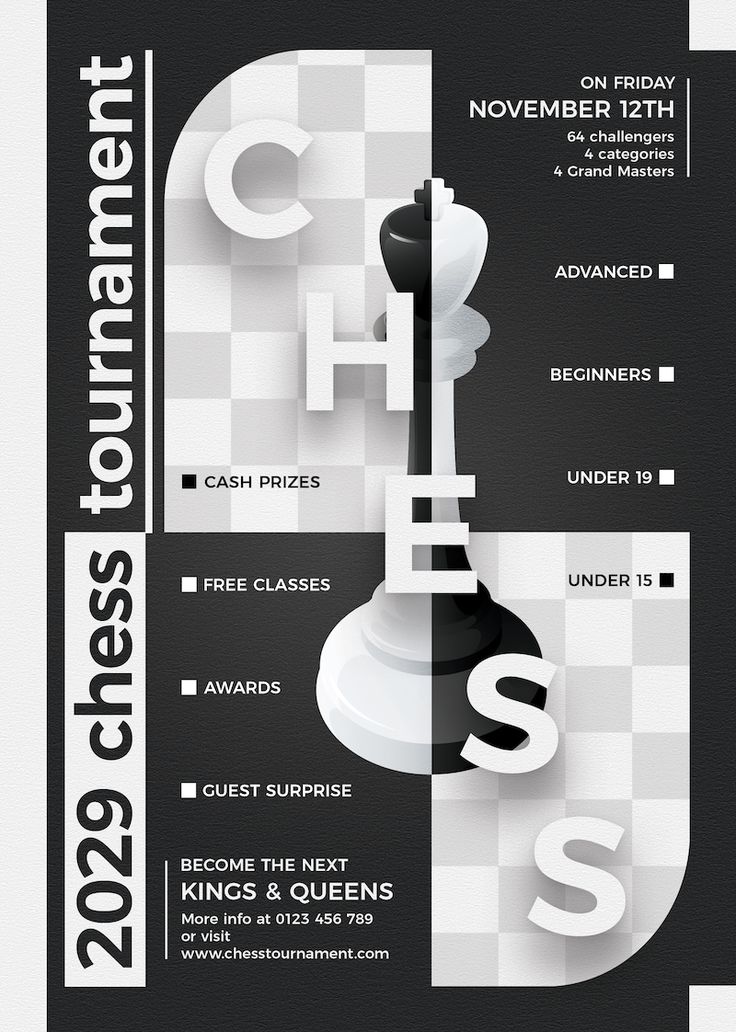 2029 chess tournament
CHESS
ON FRIDAY
NOVEMBER 12TH
64 challengers
4 categories
4 Grand Masters
ADVANCED
BEGINNERS
UNDER 19
UNDER 15
CASH PRIZES
FREE CLASSES
AWARDS
GUEST SURPRISE
BECOME THE NEXT
KINGS & QUEENS
More info at 0123 456 789
or visit
www.chesstournament.com